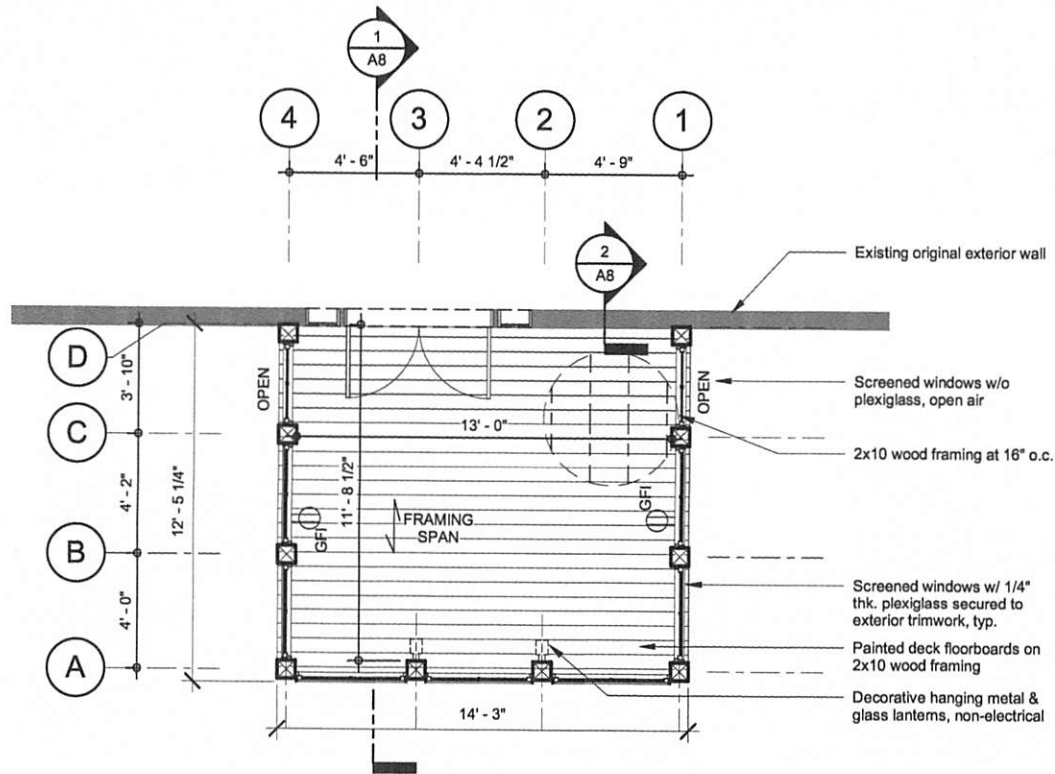 1
A8
4
3
2
1
4' - 6"
4' - 4 1/2"
4' - 9"
2
A8
Existing original exterior wall
D
3' - 10"
OPEN
OPEN
Screened windows w/o
plexiglass, open air
C
13' - 0"
2x10 wood framing at 16" o.c.
4' - 2"
12' - 5 1/4"
11' - 8 1/2"
GFI
GFI
FRAMING
SPAN
B
Screened windows w/ 1/4"
thk. plexiglass secured to
exterior trimwork, typ.
4' - 0"
Painted deck floorboards on
2x10 wood framing
A
Decorative hanging metal &
glass lanterns, non-electrical
14' - 3"